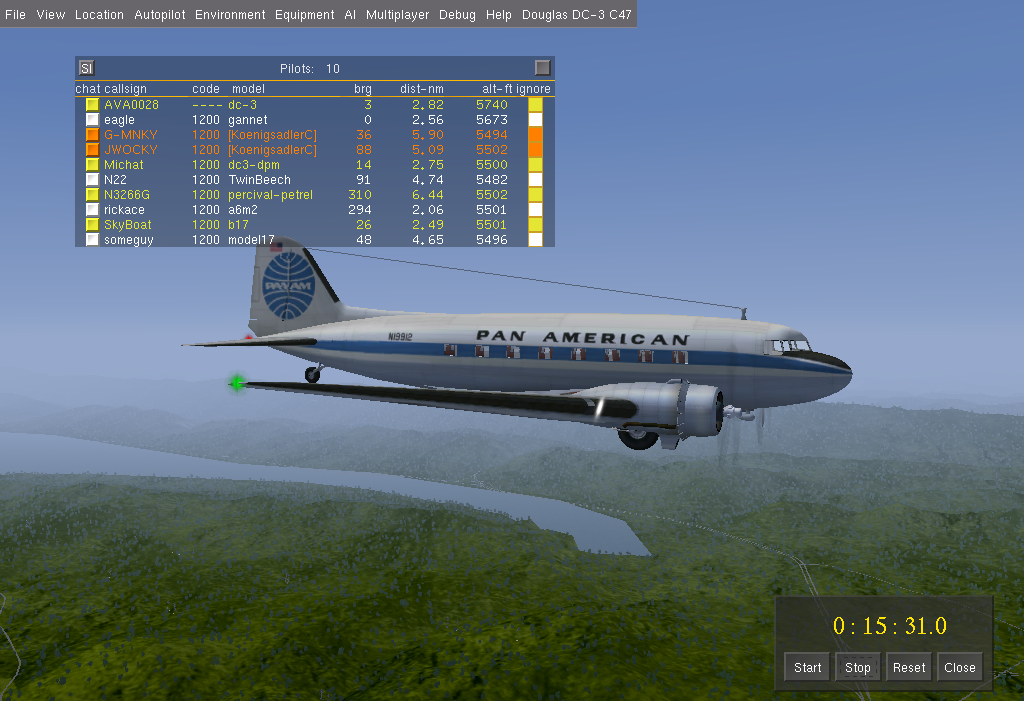 File View Location Autopilot Environment Equipment AI Multiplayer Debug Help Douglas DC-3 C47
SI Pilots: 10
chat callsign code model brg dist-nm alt-ft ignore
AVA0028 ---- dc-3 3 2.82 5740
eagle 1200 gannet 0 2.56 5673
G-MNKY 1200 [KoenigsadlerC] 36 5.90 5494
JWOCKY 1200 [KoenigsadlerC] 88 5.09 5502
Michat 1200 dc3-dpm 14 2.75 5500
N22 1200 TwinBeech 91 4.74 5482
N3266G 1200 percival-petrel 310 6.44 5502
rickace 1200 a6m2 294 2.06 5501
SkyBoat 1200 b17 26 2.49 5501
someguy 1200 model17 48 4.65 5496
PAN AM
N19912
PAN AMERICAN
0:15:31.0
Start Stop Reset Close